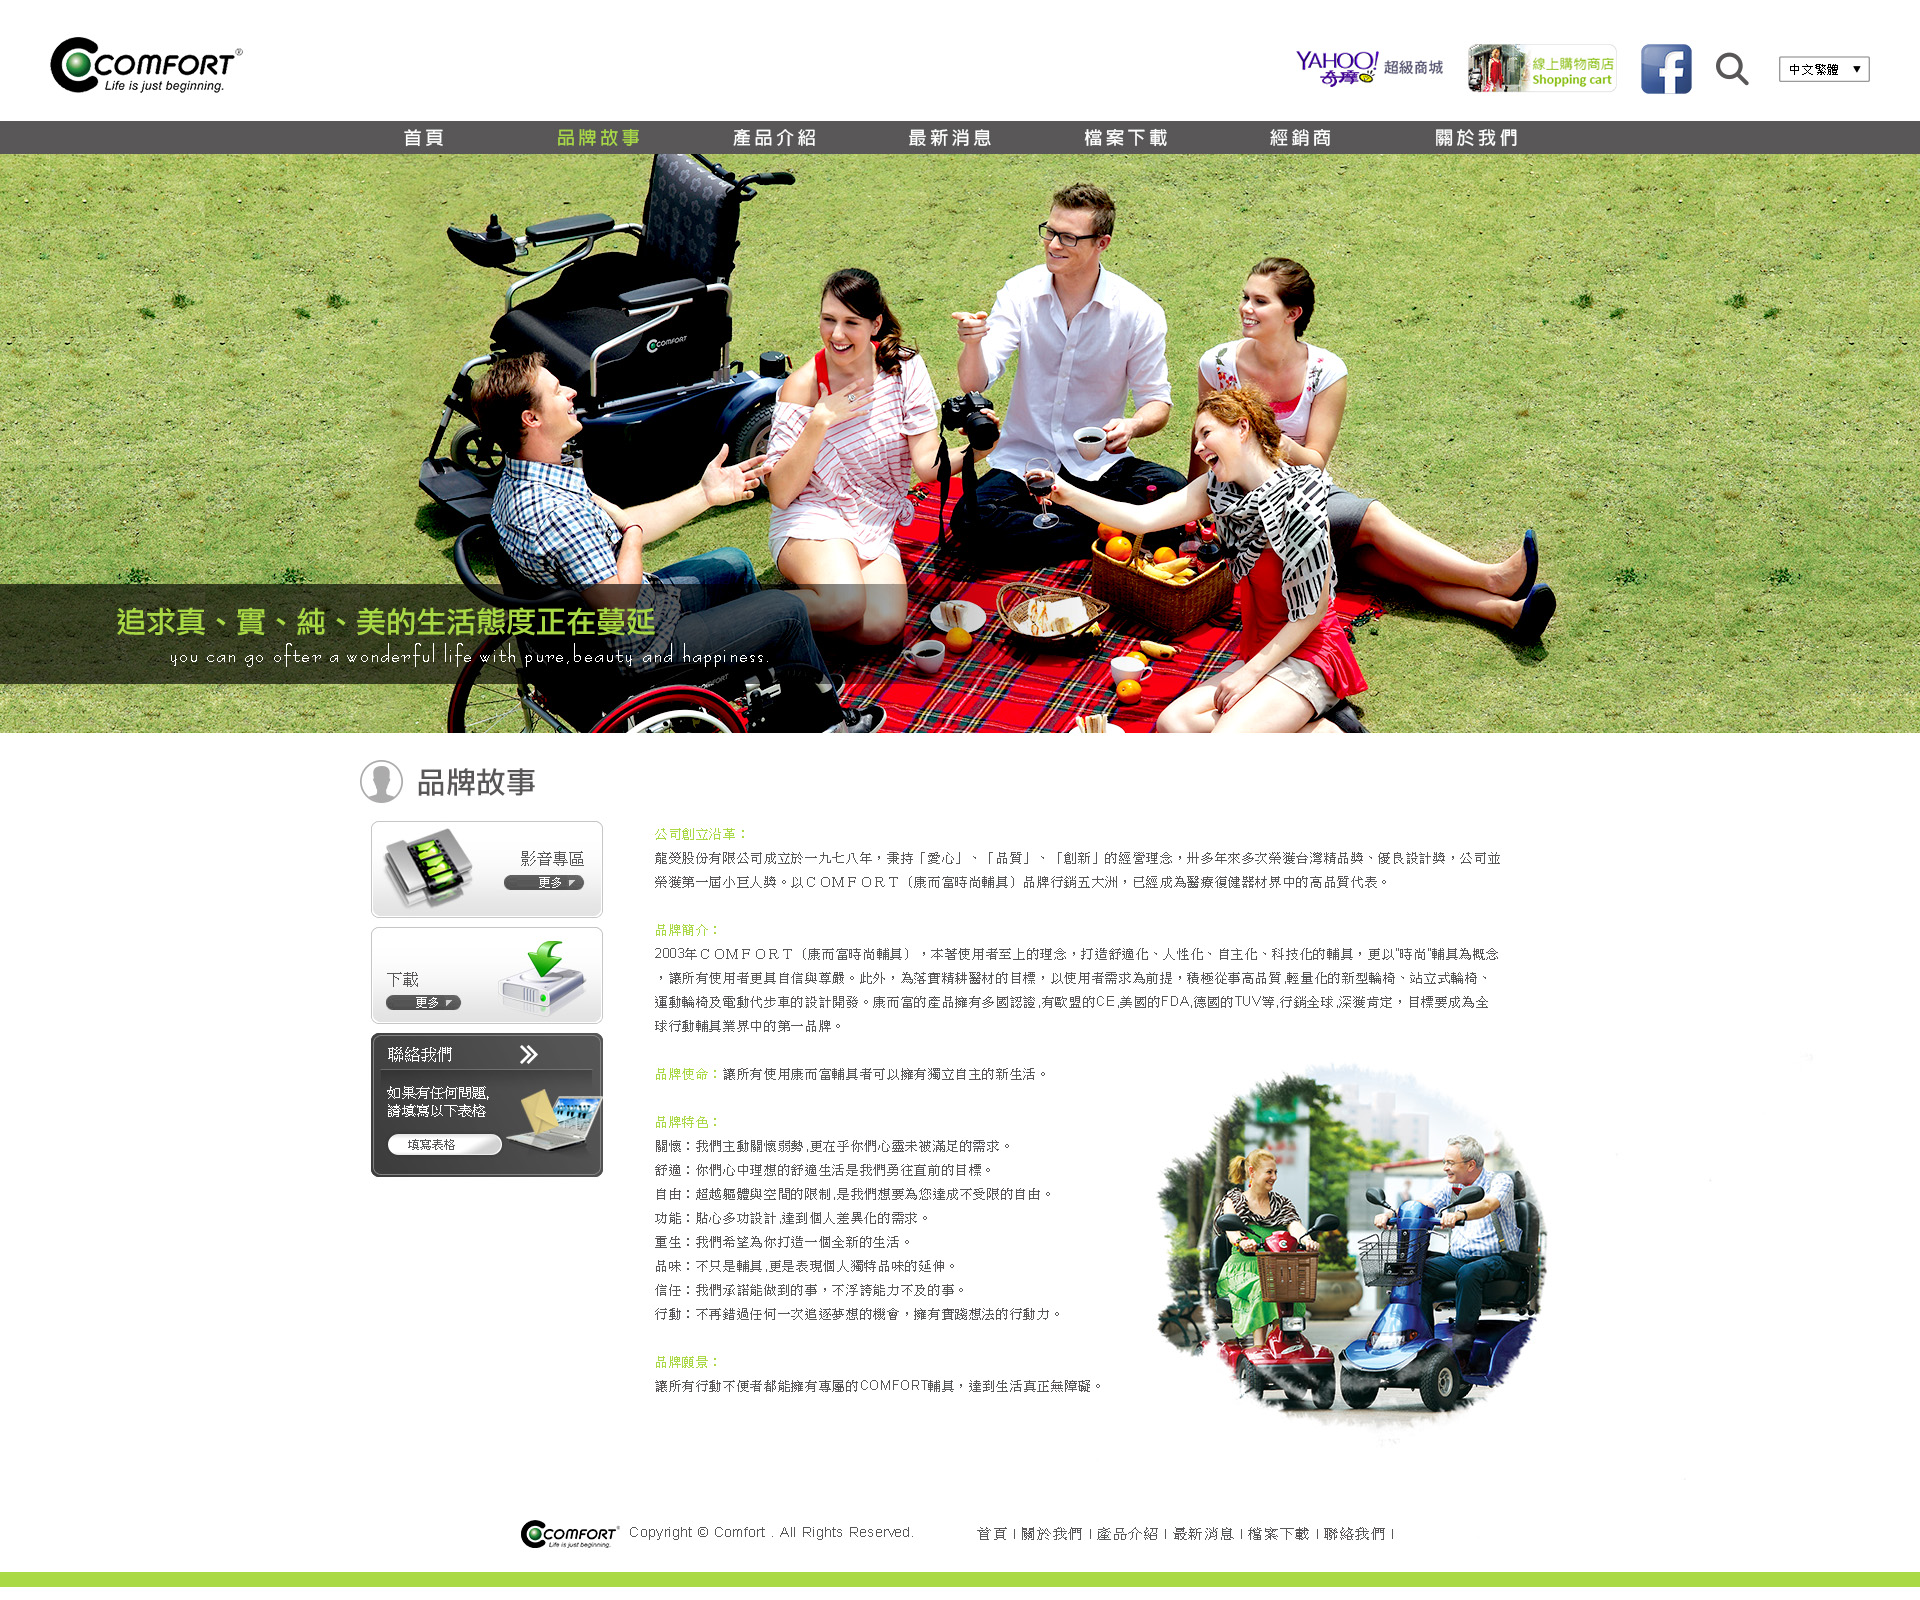 COMFORT®
Life is just beginning.
YAHOO!
奇摩
超級商城
線上購物商店
Shopping cart
中文繁體 ▼
首頁 品牌故事 產品介紹 最新消息 檔案下載 經銷商 關於我們
COMFORT
追求真、實、純、美的生活態度正在蔓延
you can go ofter a wonderful life with pure,beauty and happiness.
品牌故事
影音專區
更多
下載
更多
聯絡我們
如果有任何問題,
請填寫以下表格
填寫表格
公司創立沿革：
龍熒股份有限公司成立於一九七八年，秉持「愛心」、「品質」、「創新」的經營理念，卅多年來多次榮獲台灣精品獎、優良設計獎，公司並
榮獲第一屆小巨人獎。以ＣＯＭＦＯＲＴ〔康而富時尚輔具〕品牌行銷五大洲，已經成為醫療復健器材界中的高品質代表。
品牌簡介：
2003年ＣＯＭＦＯＲＴ〔康而富時尚輔具〕，本著使用者至上的理念，打造舒適化、人性化、自主化、科技化的輔具，更以"時尚"輔具為概念
，讓所有使用者更具自信與尊嚴。此外，為落實精耕醫材的目標，以使用者需求為前提，積極從事高品質,輕量化的新型輪椅、站立式輪椅、
運動輪椅及電動代步車的設計開發。康而富的產品擁有多國認證,有歐盟的CE,美國的FDA,德國的TUV等,行銷全球,深獲肯定，目標要成為全
球行動輔具業界中的第一品牌。
品牌使命：讓所有使用康而富輔具者可以擁有獨立自主的新生活。
品牌特色：
關懷：我們主動關懷弱勢,更在乎你們心靈未被滿足的需求。
舒適：你們心中理想的舒適生活是我們勇往直前的目標。
自由：超越軀體與空間的限制,是我們想要為您達成不受限的自由。
功能：貼心多功設計,達到個人差異化的需求。
重生：我們希望為你打造一個全新的生活。
品味：不只是輔具,更是表現個人獨特品味的延伸。
信任：我們承諾能做到的事，不浮誇能力不及的事。
行動：不再錯過任何一次追逐夢想的機會，擁有實踐想法的行動力。
品牌願景：
讓所有行動不便者都能擁有專屬的COMFORT輔具，達到生活真正無障礙。
COMFORT®
Life is just beginning.
Copyright © Comfort . All Rights Reserved.
首頁 | 關於我們 | 產品介紹 | 最新消息 | 檔案下載 | 聯絡我們 |